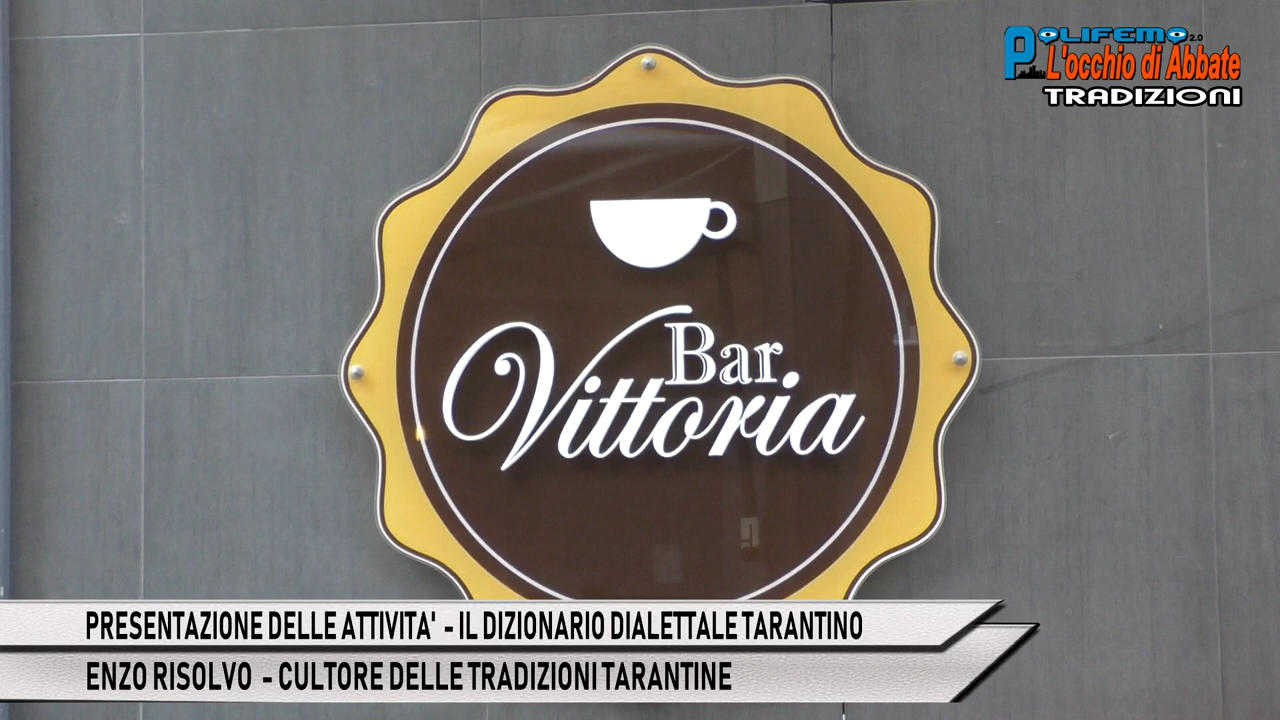 POLIFEMO 2.0
L'occhio di Abbate
TRADIZIONI
Bar
Vittoria
PRESENTAZIONE DELLE ATTIVITA' - IL DIZIONARIO DIALETTALE TARANTINO
ENZO RISOLVO - CULTORE DELLE TRADIZIONI TARANTINE